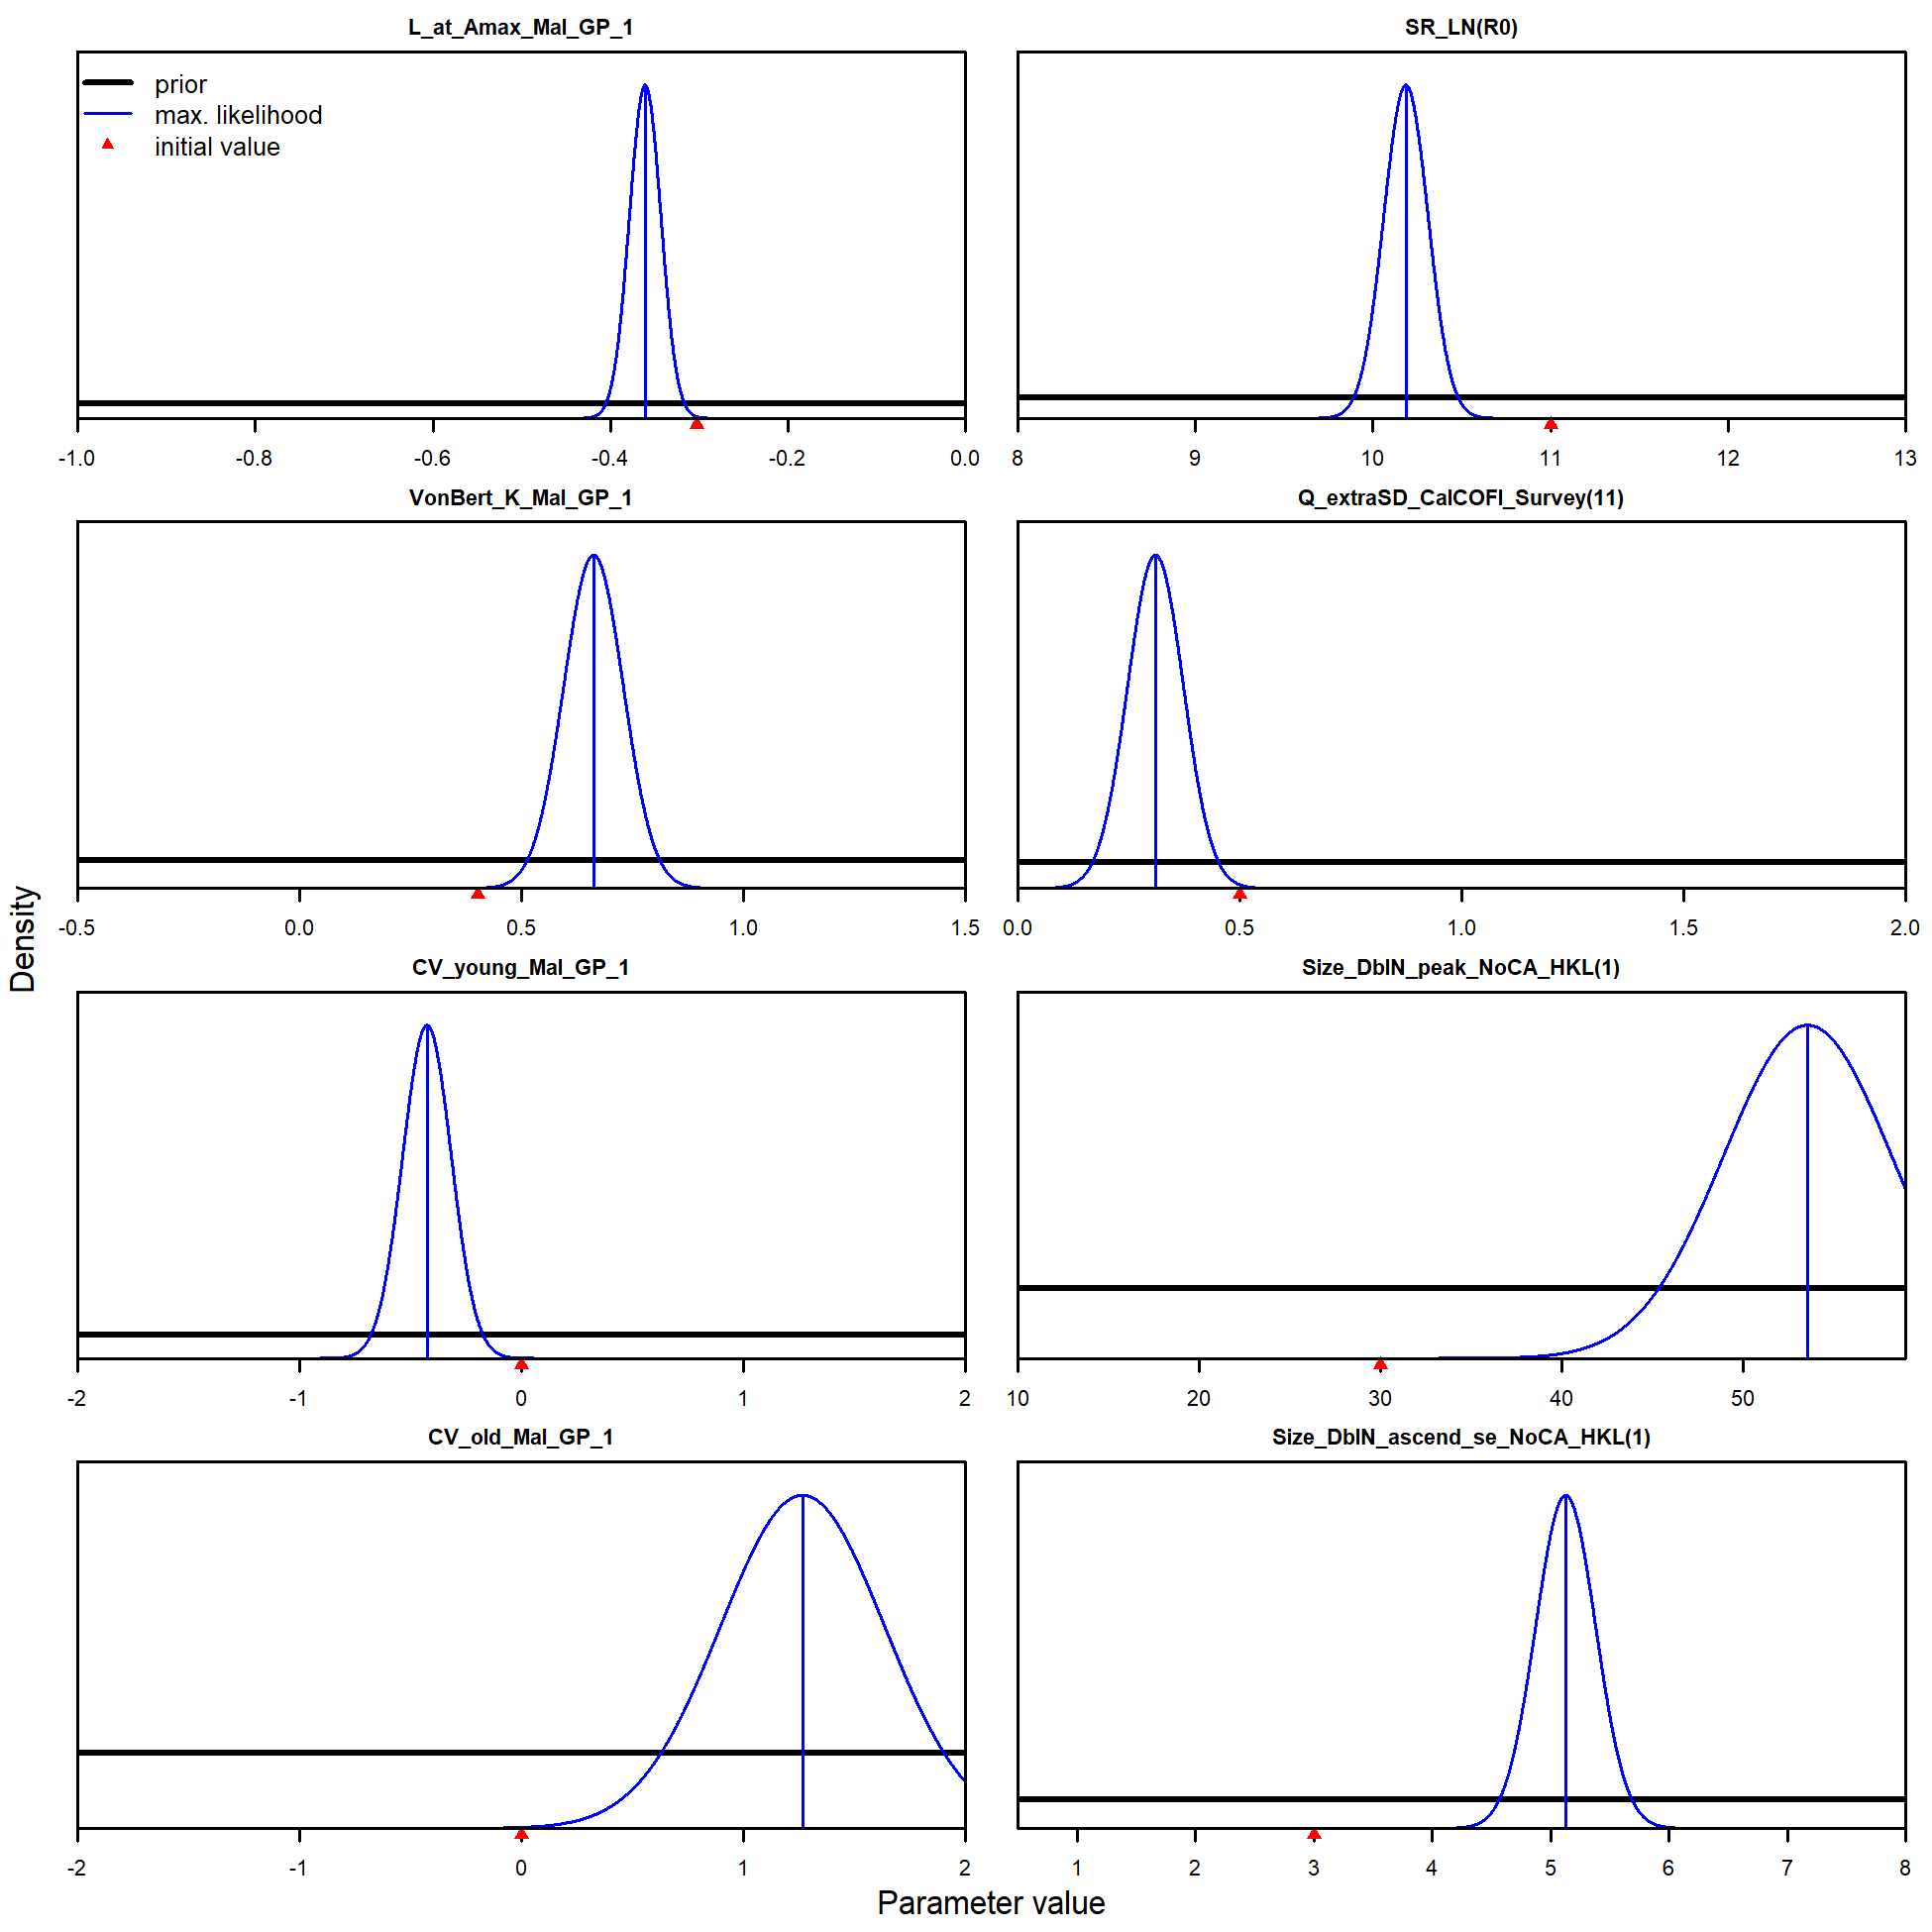 L_at_Amax_Mal_GP_1
prior
max. likelihood
initial value
-1.0 -0.8 -0.6 -0.4 -0.2 0.0
SR_LN(R0)
8 9 10 11 12 13
VonBert_K_Mal_GP_1
-0.5 0.0 0.5 1.0 1.5
Q_extraSD_CalCOFI_Survey(11)
0.0 0.5 1.0 1.5 2.0
CV_young_Mal_GP_1
-2 -1 0 1 2
Size_DblN_peak_NoCA_HKL(1)
10 20 30 40 50
CV_old_Mal_GP_1
-2 -1 0 1 2
Size_DblN_ascend_se_NoCA_HKL(1)
1 2 3 4 5 6 7 8
Density
Parameter value